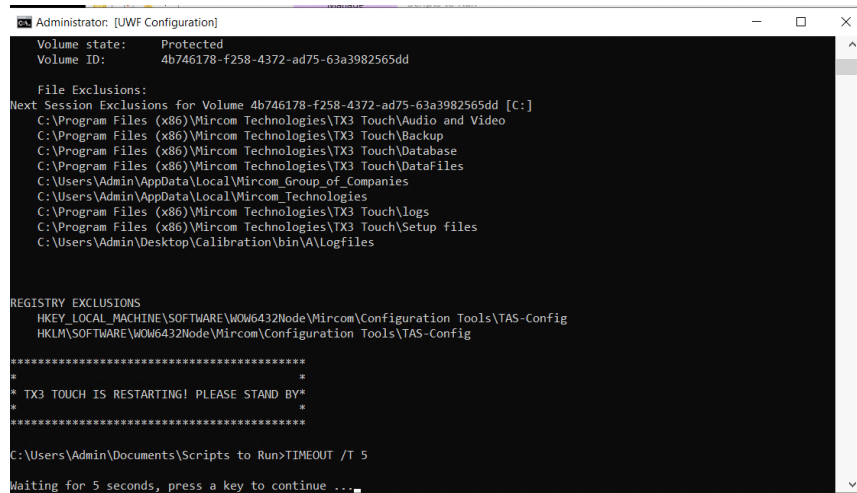 Manage
Scripts to Run
Administrator: [UWF Configuration]
Volume state: Protected
Volume ID: 4b746178-f258-4372-ad75-63a3982565dd
File Exclusions:
Next Session Exclusions for Volume 4b746178-f258-4372-ad75-63a3982565dd [C:]
C:\Program Files (x86)\Mircom Technologies\TX3 Touch\Audio and Video
C:\Program Files (x86)\Mircom Technologies\TX3 Touch\Backup
C:\Program Files (x86)\Mircom Technologies\TX3 Touch\Database
C:\Program Files (x86)\Mircom Technologies\TX3 Touch\DataFiles
C:\Users\Admin\AppData\Local\Mircom_Group_of_Companies
C:\Users\Admin\AppData\Local\Mircom_Technologies
C:\Program Files (x86)\Mircom Technologies\TX3 Touch\logs
C:\Program Files (x86)\Mircom Technologies\TX3 Touch\Setup files
C:\Users\Admin\Desktop\Calibration\bin\A\Logfiles
REGISTRY EXCLUSIONS
HKEY_LOCAL_MACHINE\SOFTWARE\WOW6432Node\Mircom\Configuration Tools\TAS-Config
HKLM\SOFTWARE\WOW6432Node\Mircom\Configuration Tools\TAS-Config
*******************************************
* *
* TX3 TOUCH IS RESTARTING! PLEASE STAND BY*
* *
*******************************************
C:\Users\Admin\Documents\Scripts to Run>TIMEOUT /T 5
Waiting for 5 seconds, press a key to continue ..._